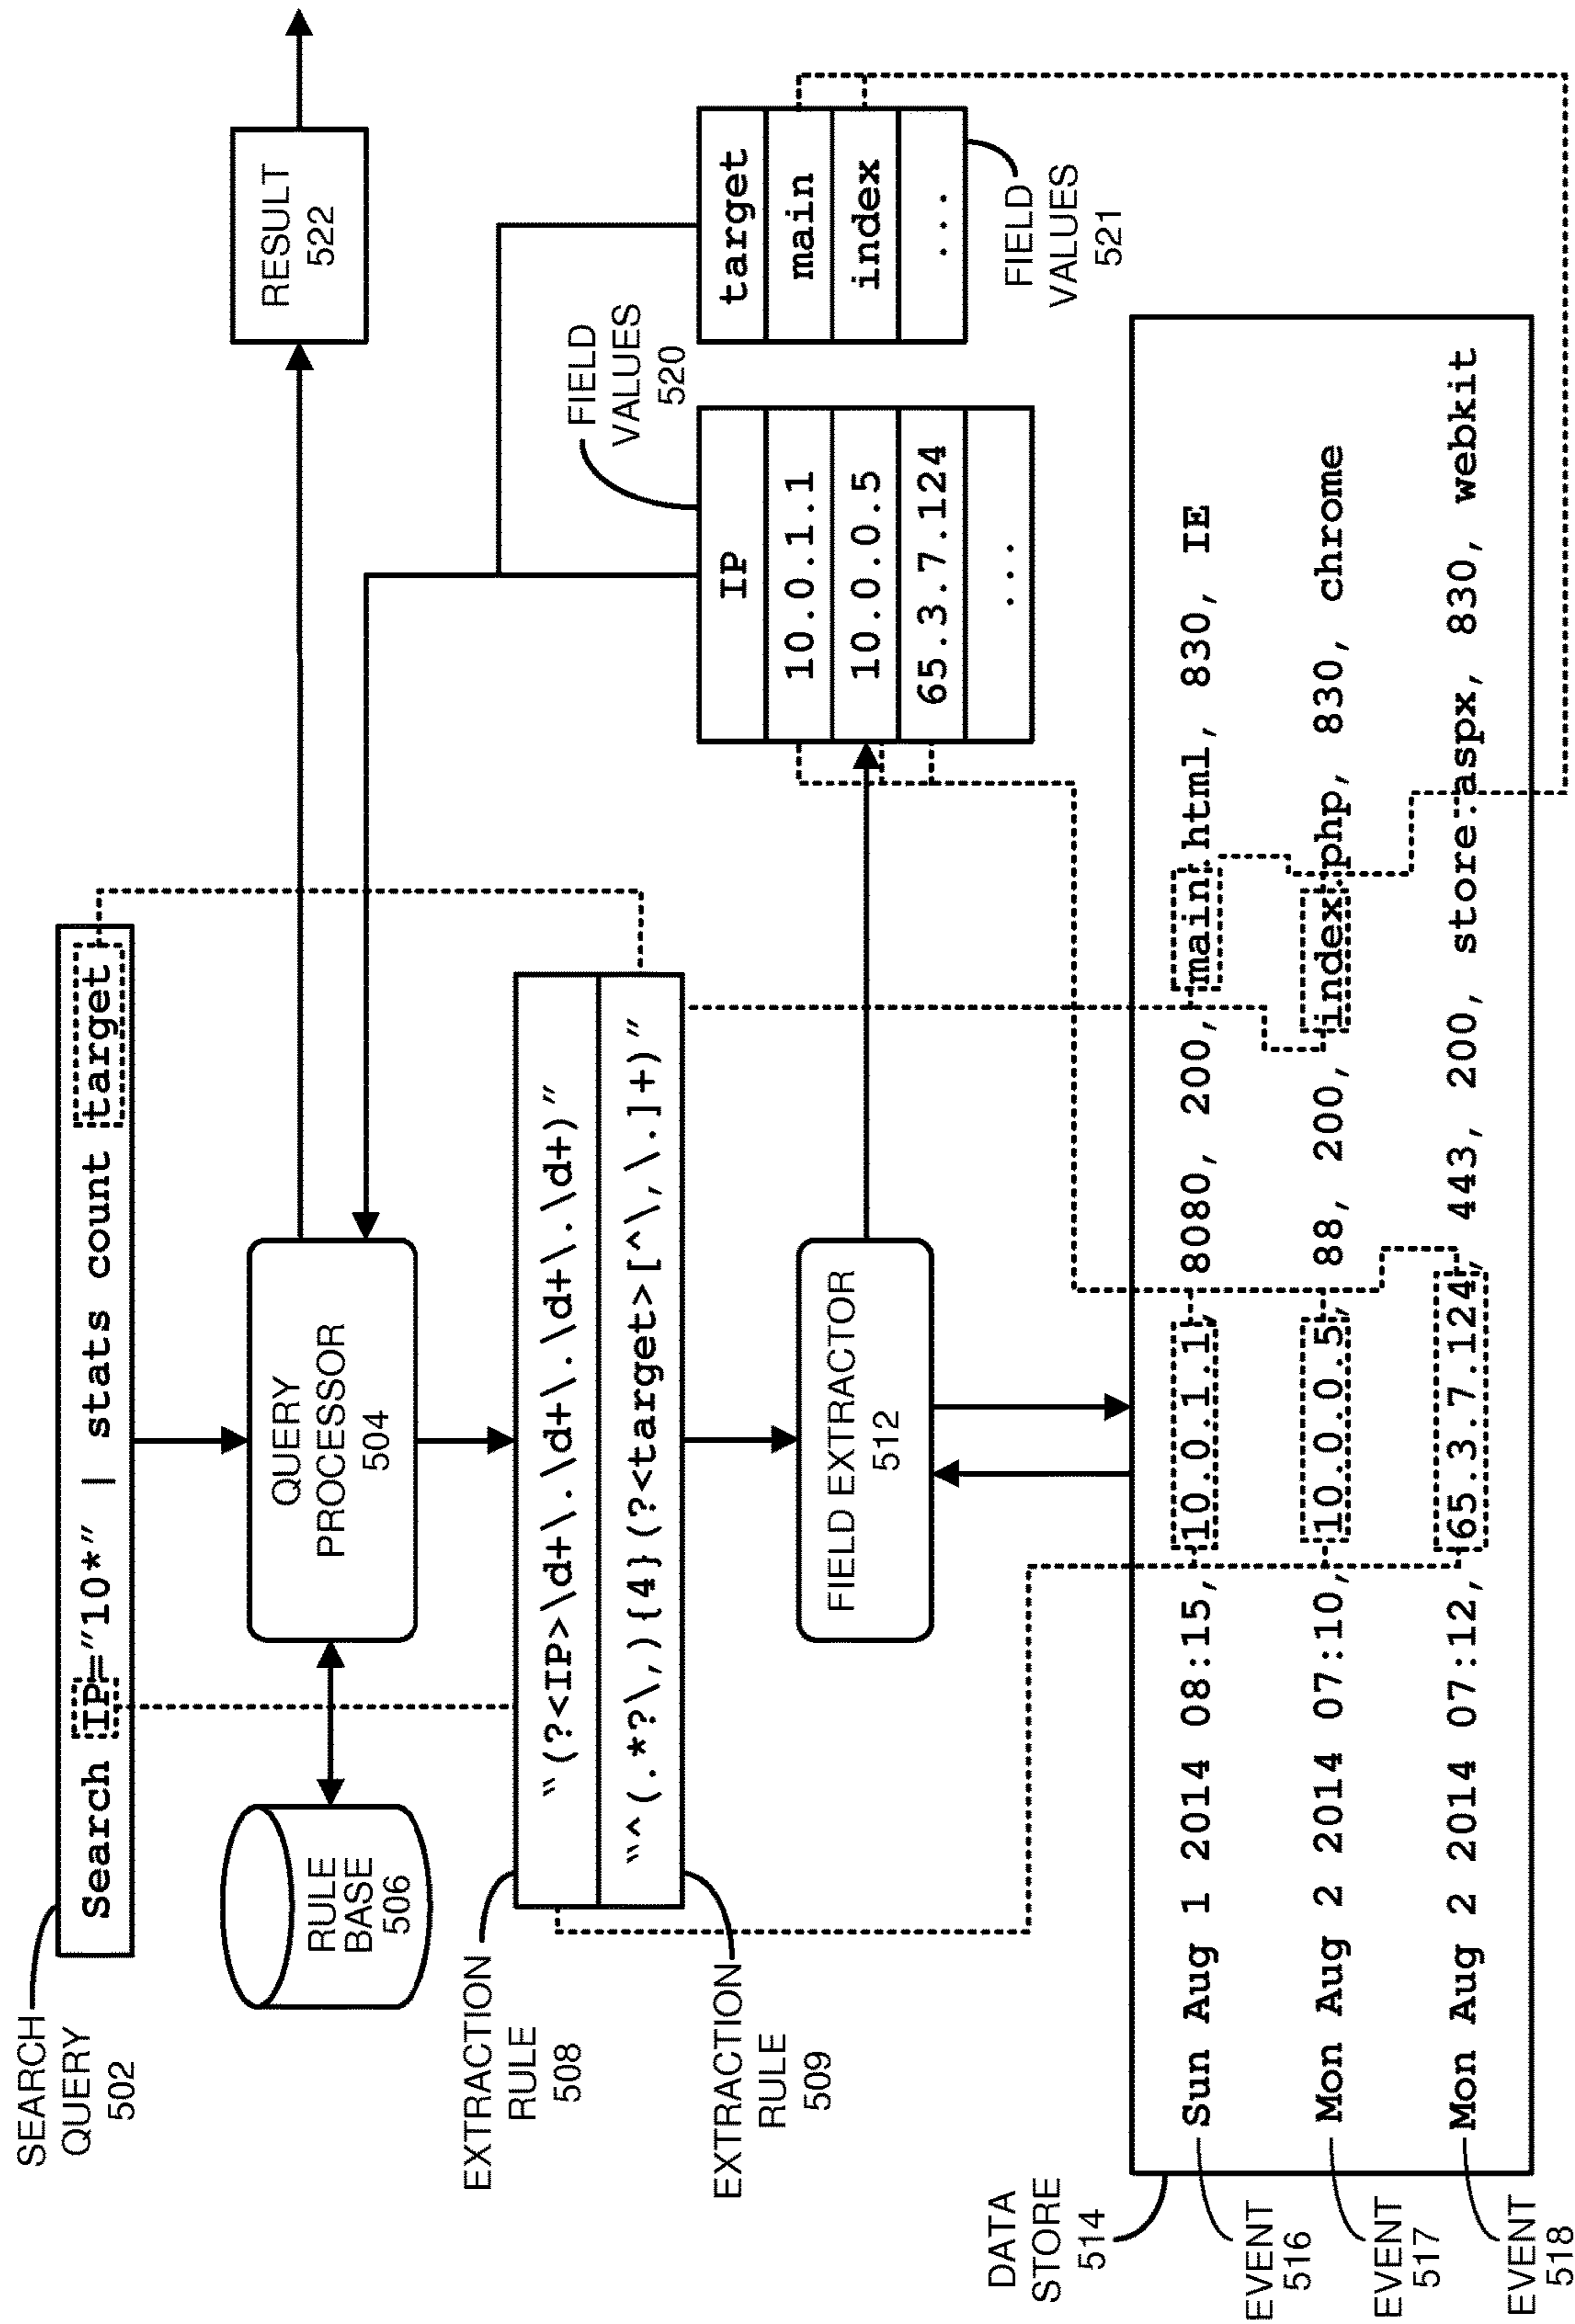 SEARCH
QUERY
502
Search IP="10*" | stats count target
RULE
BASE
506
QUERY
PROCESSOR
504
RESULT
522
EXTRACTION
RULE
508
"(?<IP>\d+\.\d+\.\d+\.\d+)"
EXTRACTION
RULE
509
"^(.*?\,){4}(?<target>[^\,\.]+)"
FIELD EXTRACTOR
512
FIELD
VALUES
520
IP
10.0.1.1
10.0.0.5
65.3.7.124
...
target
main
index
...
FIELD
VALUES
521
DATA
STORE
514
EVENT
516
Sun Aug 1 2014 08:15, 10.0.1.1, 8080, 200, main.html, 830, IE
EVENT
517
Mon Aug 2 2014 07:10, 10.0.0.5, 88, 200, index.php, 830, chrome
EVENT
518
Mon Aug 2 2014 07:12, 65.3.7.124, 443, 200, store.aspx, 830, webkit